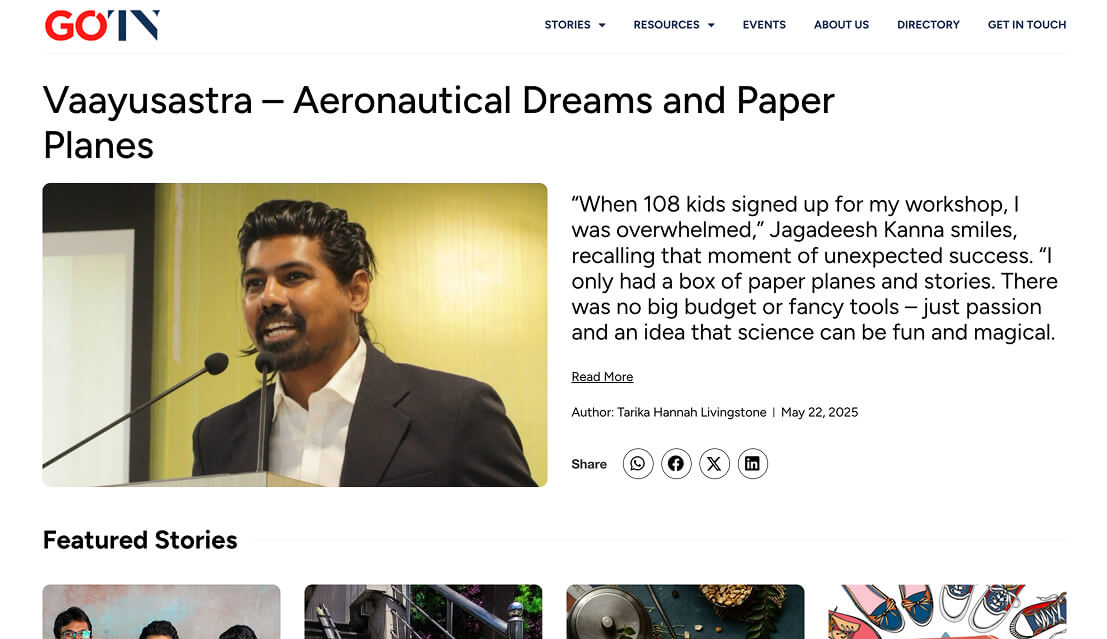 GOTN
STORIES
RESOURCES
EVENTS
ABOUT US
DIRECTORY
GET IN TOUCH
Vaayusastra – Aeronautical Dreams and Paper
Planes
“When 108 kids signed up for my workshop, I
was overwhelmed,” Jagadeesh Kanna smiles,
recalling that moment of unexpected success. “I
only had a box of paper planes and stories. There
was no big budget or fancy tools – just passion
and an idea that science can be fun and magical.
Read More
Author: Tarika Hannah Livingstone | May 22, 2025
Share
Featured Stories